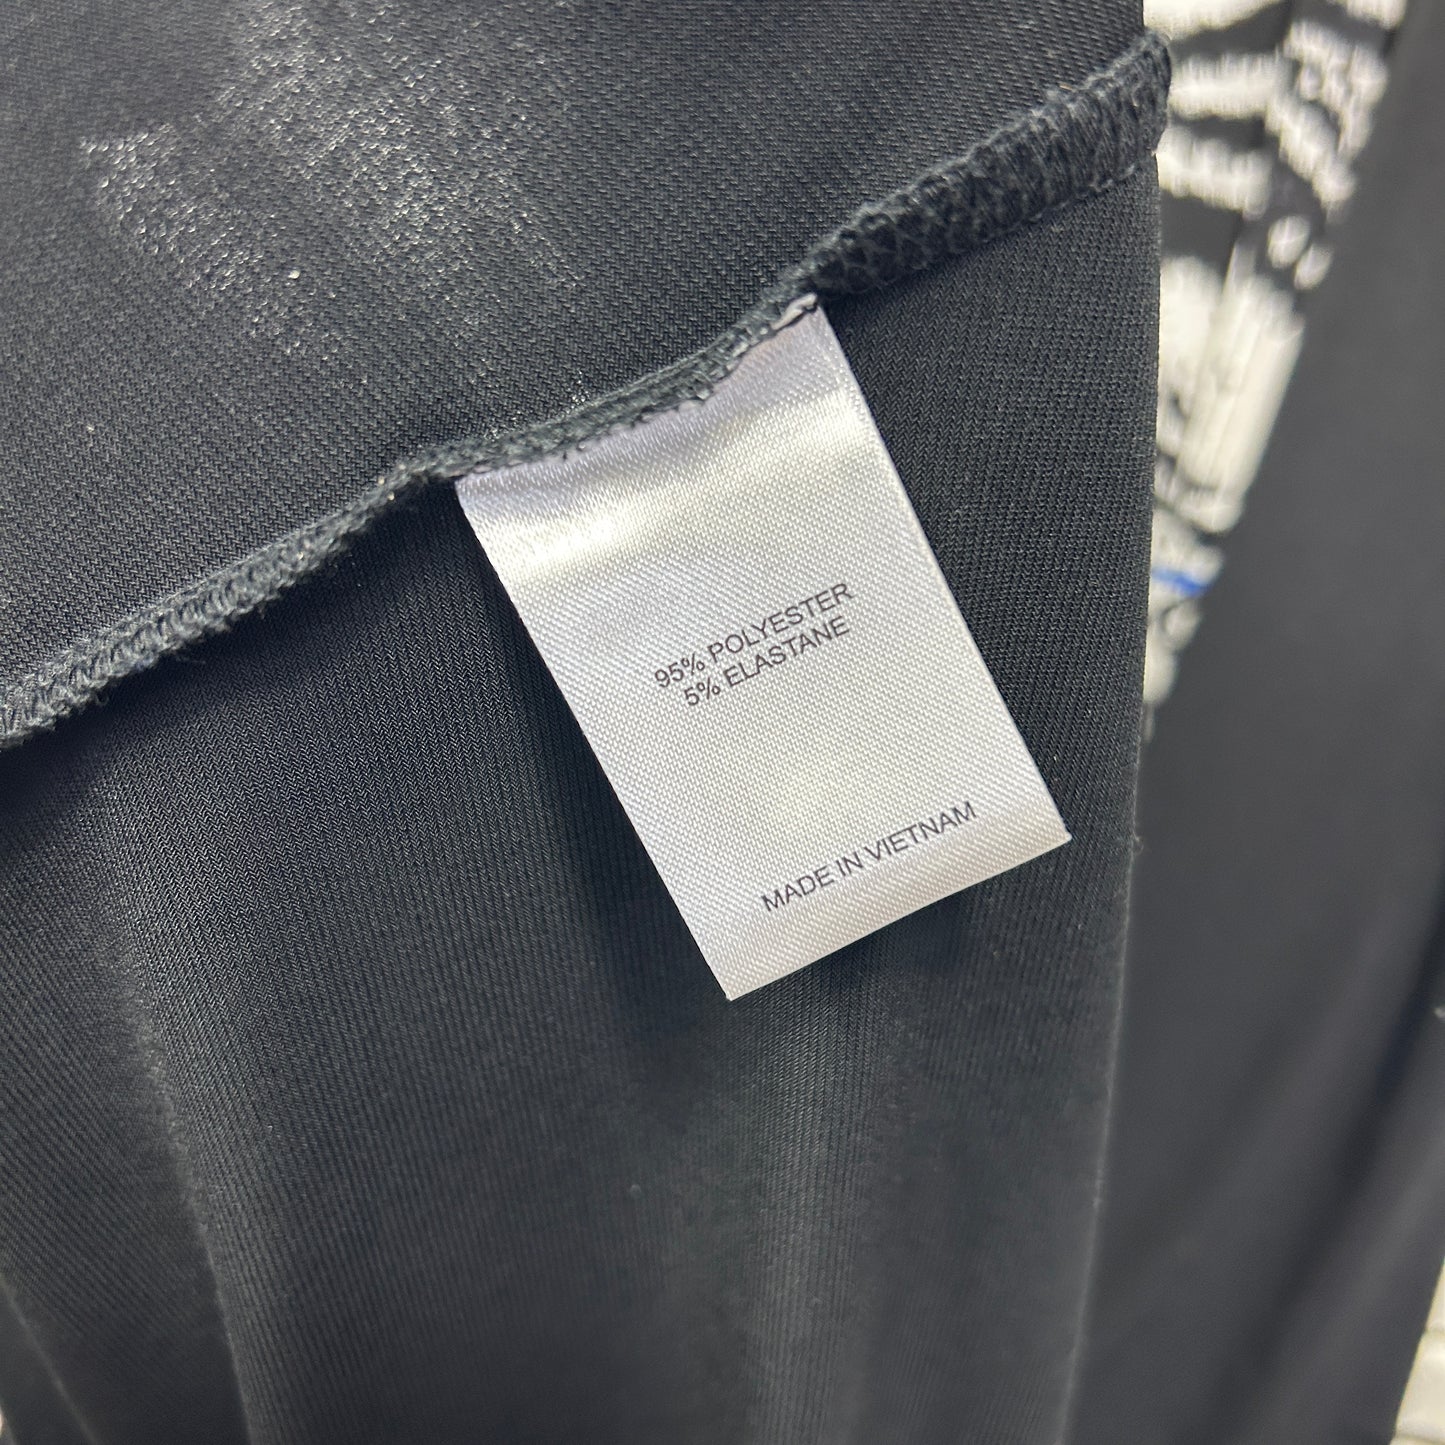 95% POLYESTER
5% ELASTANE
MADE IN VIETNAM